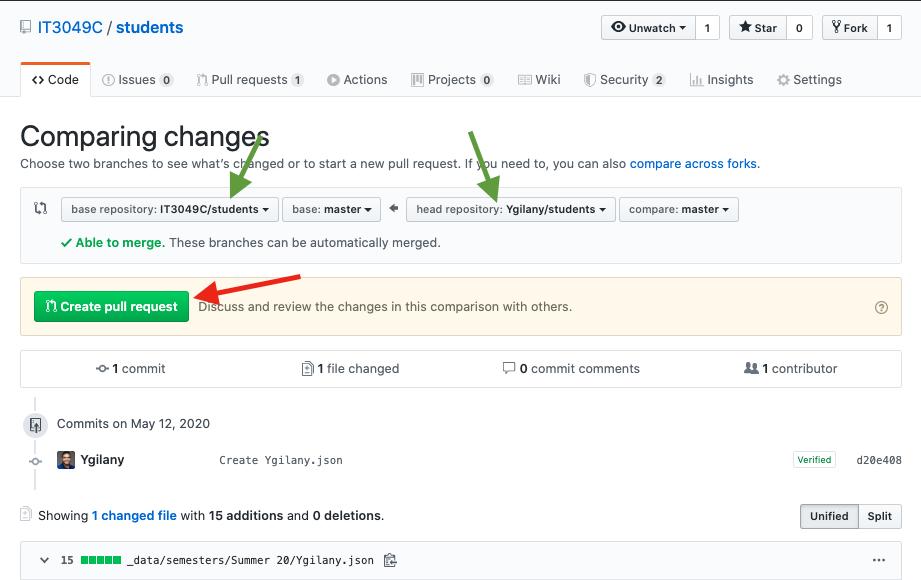 IT3049C / students
Unwatch 1 Star 0 Fork 1
Code Issues 0 Pull requests 1 Actions Projects 0 Wiki Security 2 Insights Settings
Comparing changes
Choose two branches to see what's changed or to start a new pull request. If you need to, you can also compare across forks.
base repository: IT3049C/students base: master head repository: Ygilany/students compare: master
Able to merge. These branches can be automatically merged.
Create pull request Discuss and review the changes in this comparison with others.
1 commit 1 file changed 0 commit comments 1 contributor
Commits on May 12, 2020
Ygilany Create Ygilany.json Verified d20e408
Showing 1 changed file with 15 additions and 0 deletions. Unified Split
15 _data/semesters/Summer 20/Ygilany.json